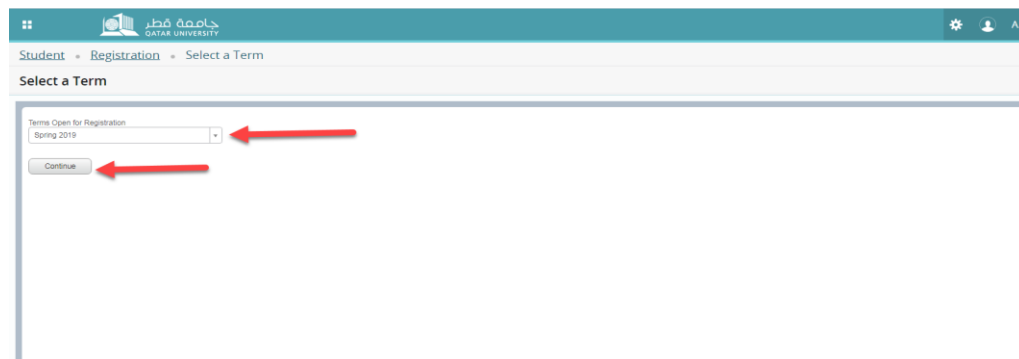 جامعة قطر
QATAR UNIVERSITY
Student • Registration • Select a Term
Select a Term
Terms Open for Registration
Spring 2019
Continue